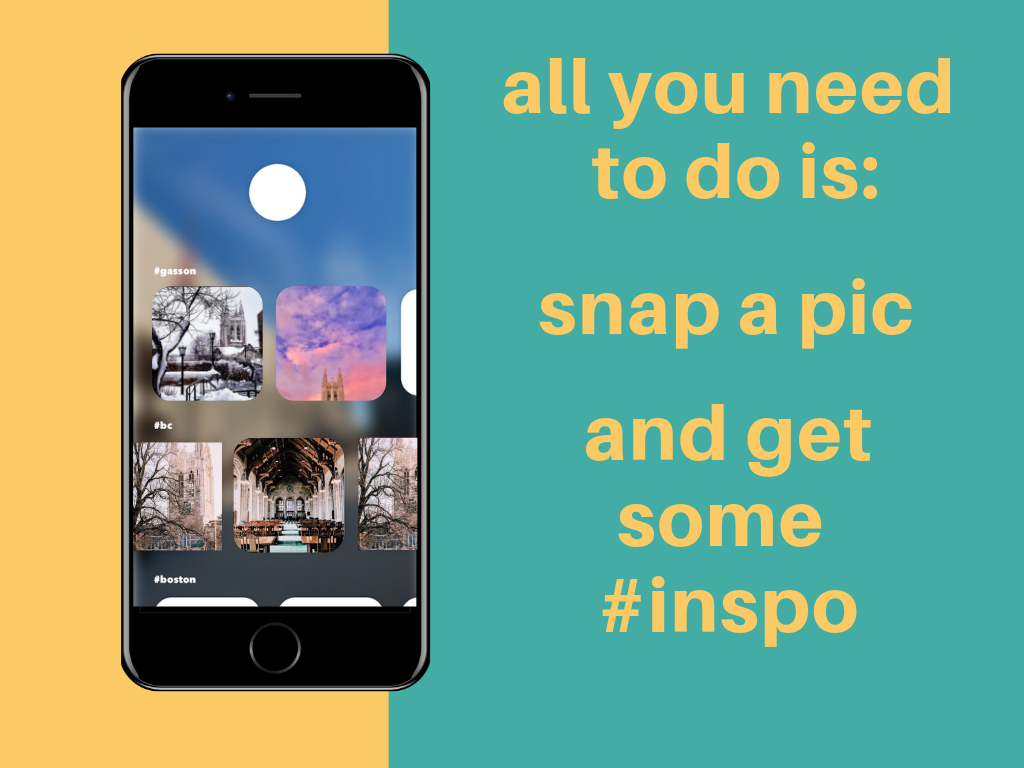 #gasson
#bc
#boston
all you need
to do is:
snap a pic
and get
some
#inspo